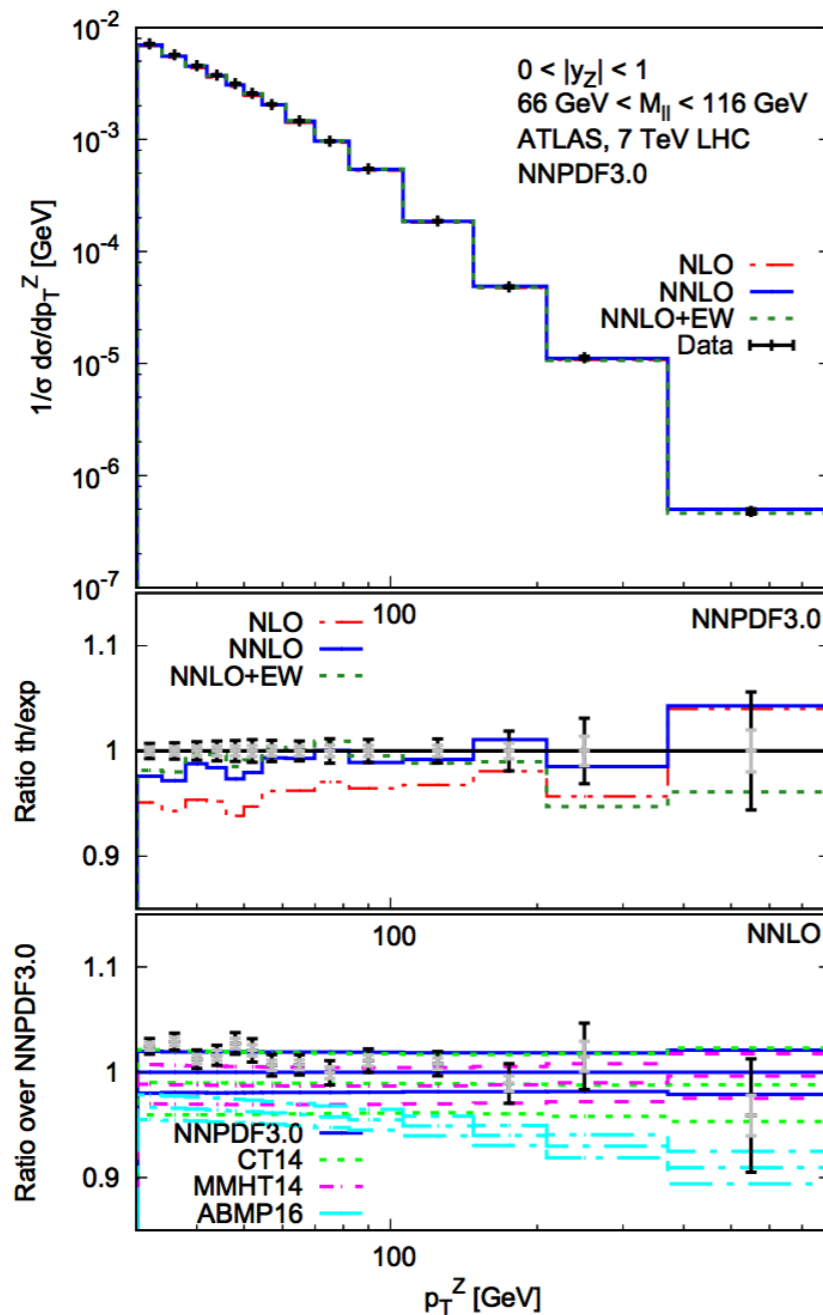 10^-2
10^-3
10^-4
10^-5
10^-6
10^-7
1/σ dσ/dp_T^Z [GeV]
0 < |y_Z| < 1
66 GeV < M_ll < 116 GeV
ATLAS, 7 TeV LHC
NNPDF3.0
NLO
NNLO
NNLO+EW
Data
100
NNPDF3.0
NLO
NNLO
NNLO+EW
1.1
1
0.9
Ratio th/exp
100
NNLO
1.1
1
0.9
Ratio over NNPDF3.0
NNPDF3.0
CT14
MMHT14
ABMP16
100
p_T^Z [GeV]